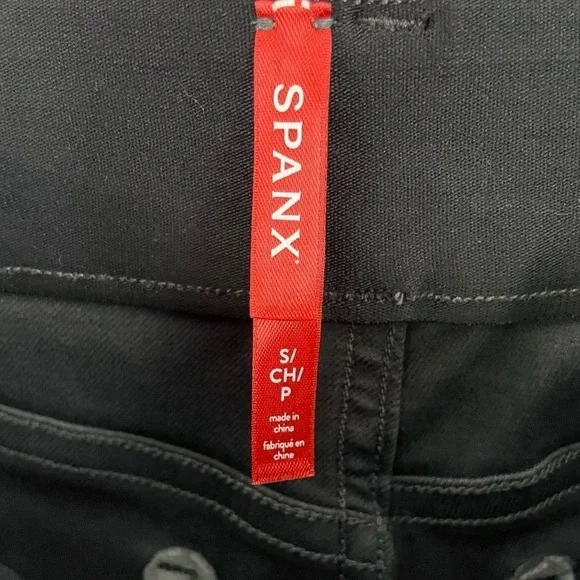 SPANX
S/
CH/
P
made in
china
fabriqué en
chine